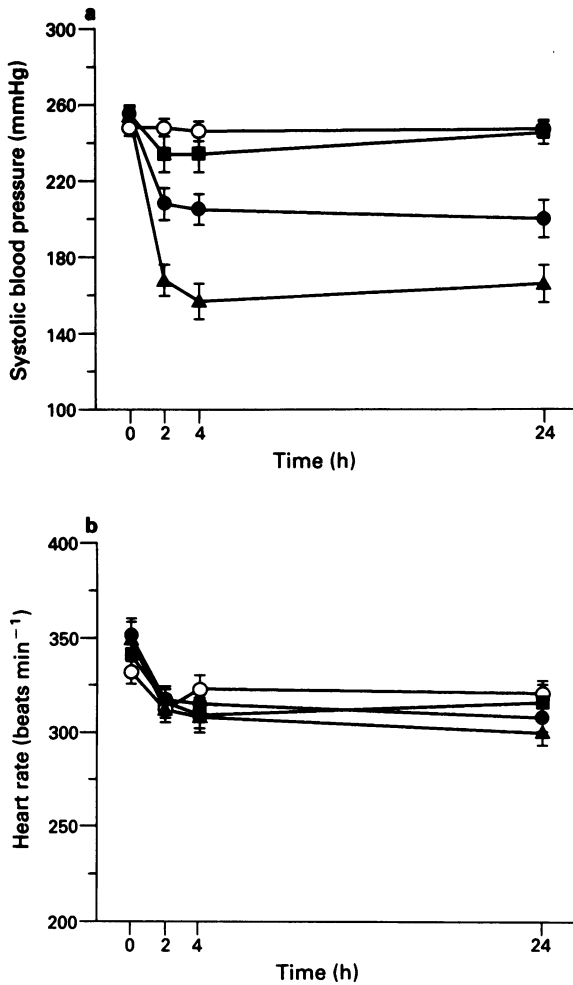 a
300
260
220
180
140
100
Systolic blood pressure (mmHg)
0 2 4 24
Time (h)
b
400
350
300
250
200
Heart rate (beats min⁻¹)
0 2 4 24
Time (h)